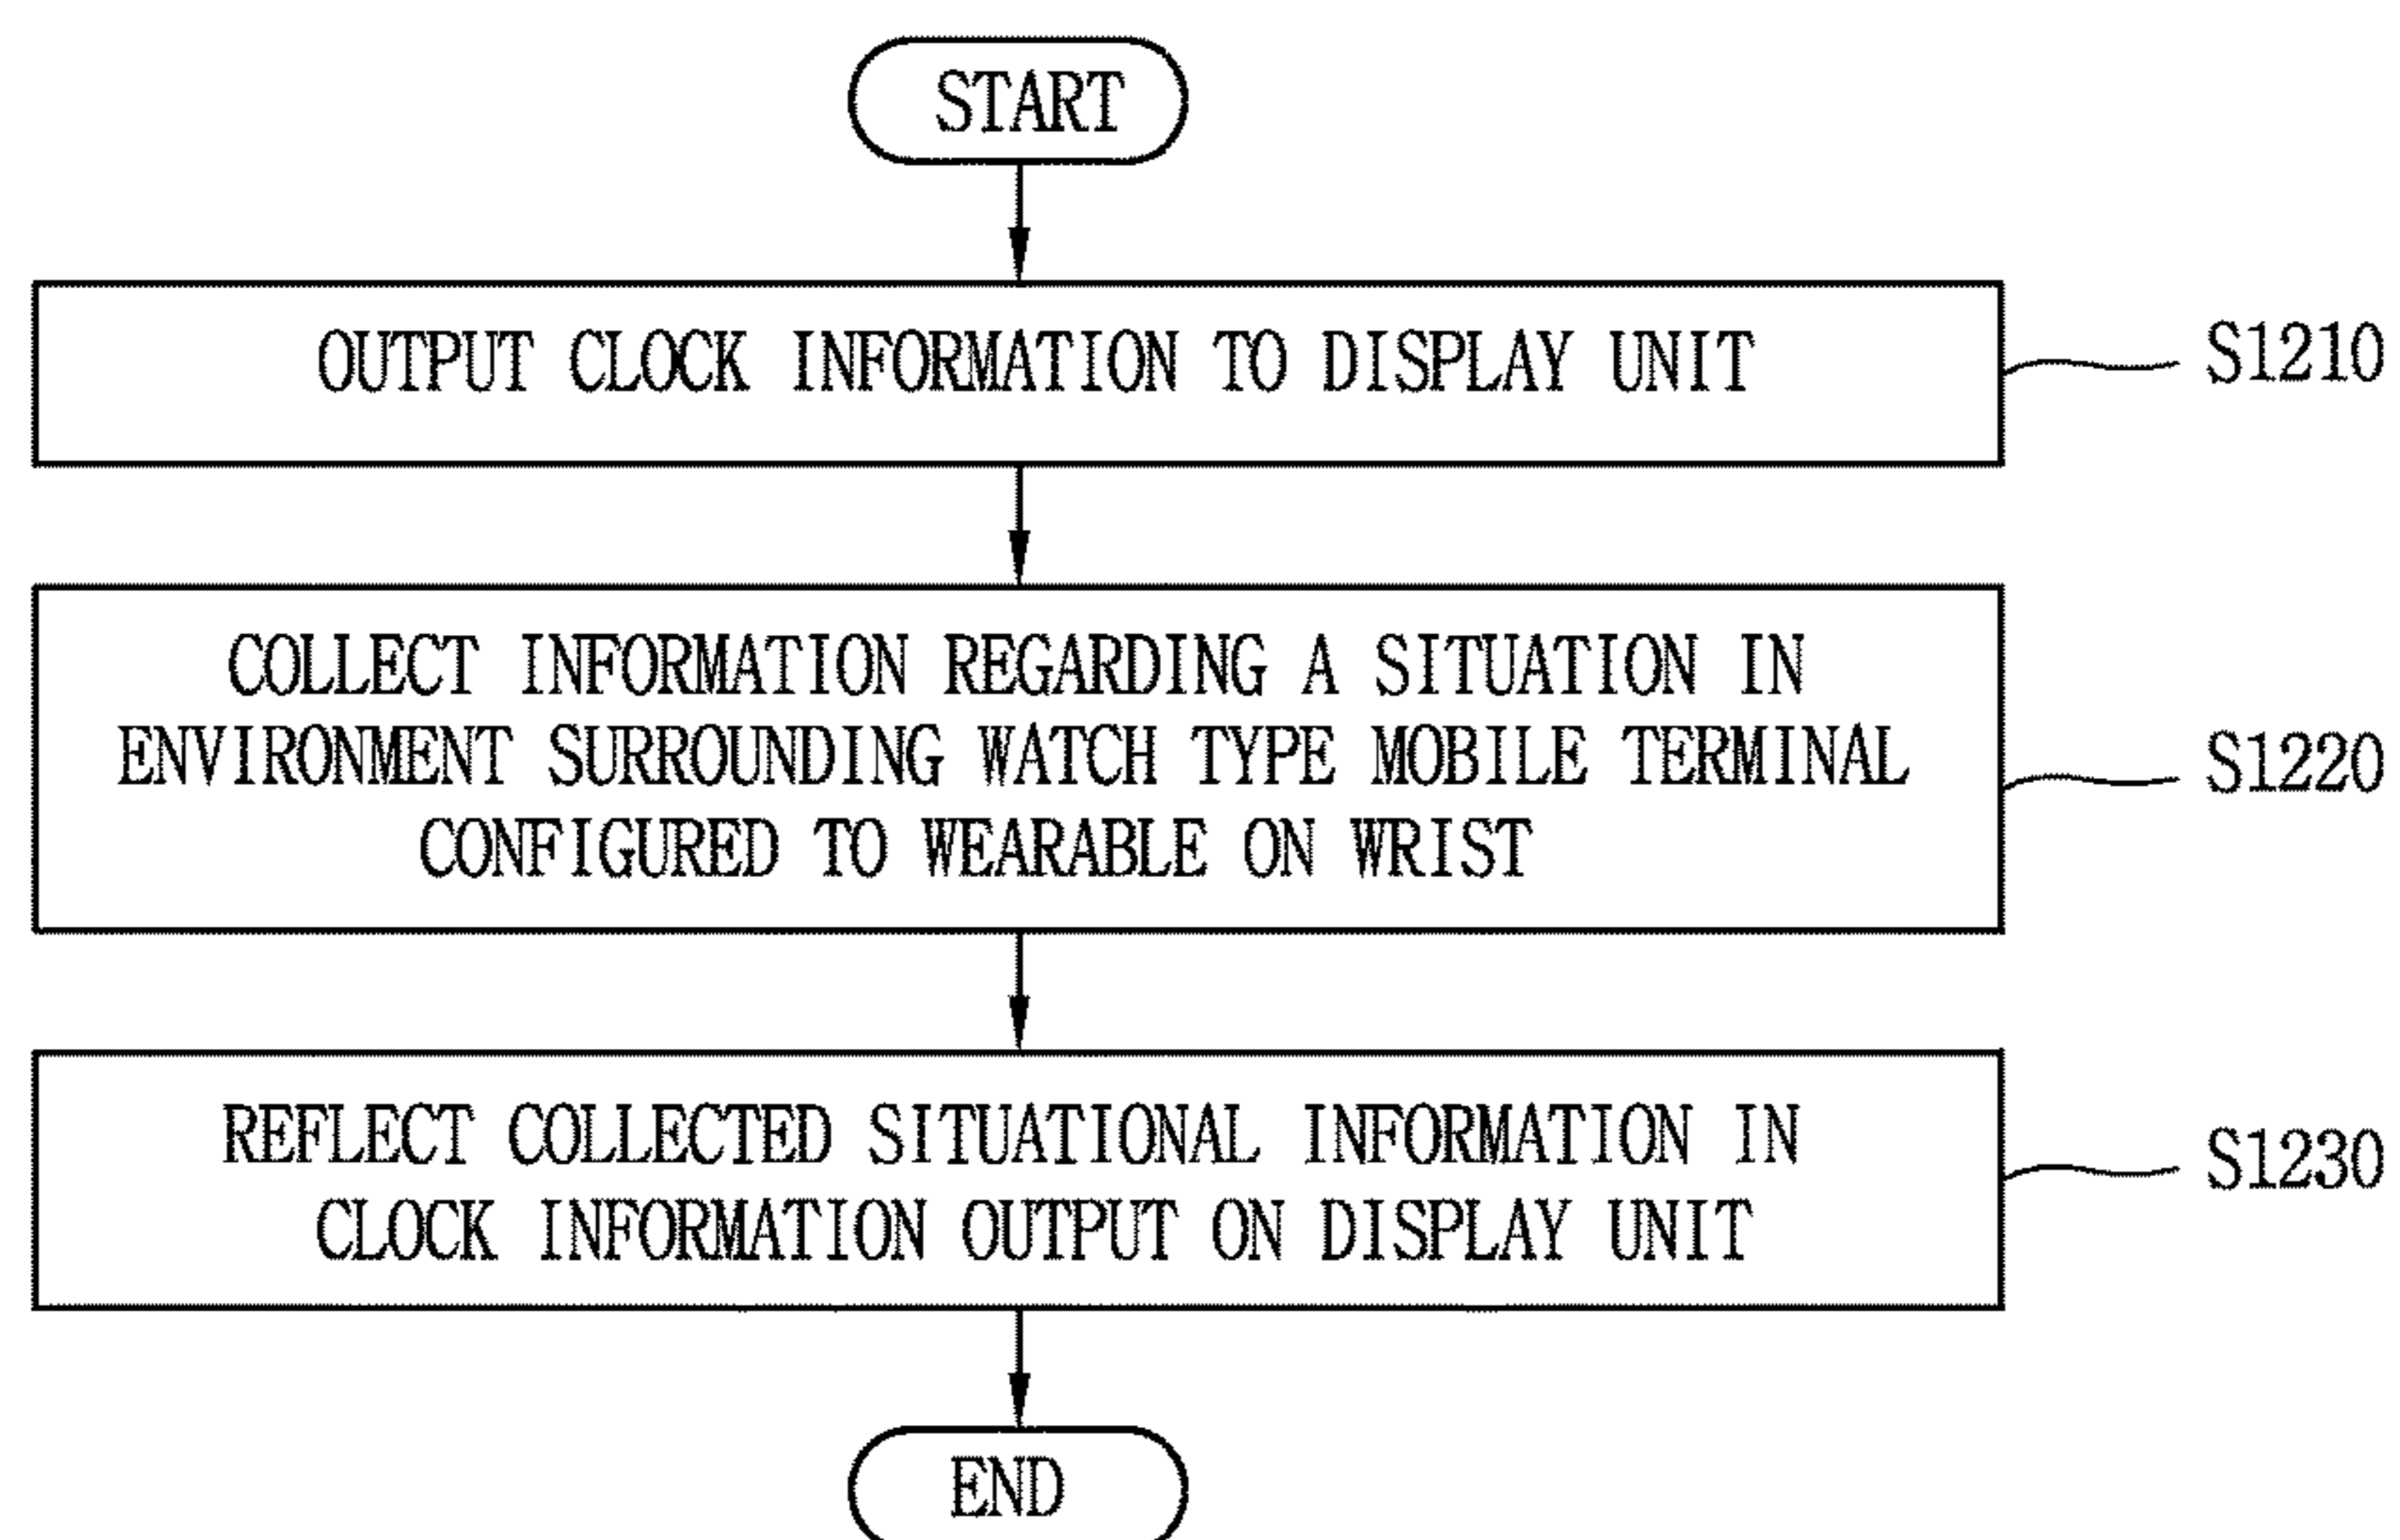 START
OUTPUT CLOCK INFORMATION TO DISPLAY UNIT
S1210
COLLECT INFORMATION REGARDING A SITUATION IN
ENVIRONMENT SURROUNDING WATCH TYPE MOBILE TERMINAL
CONFIGURED TO WEARABLE ON WRIST
S1220
REFLECT COLLECTED SITUATIONAL INFORMATION IN
CLOCK INFORMATION OUTPUT ON DISPLAY UNIT
S1230
END